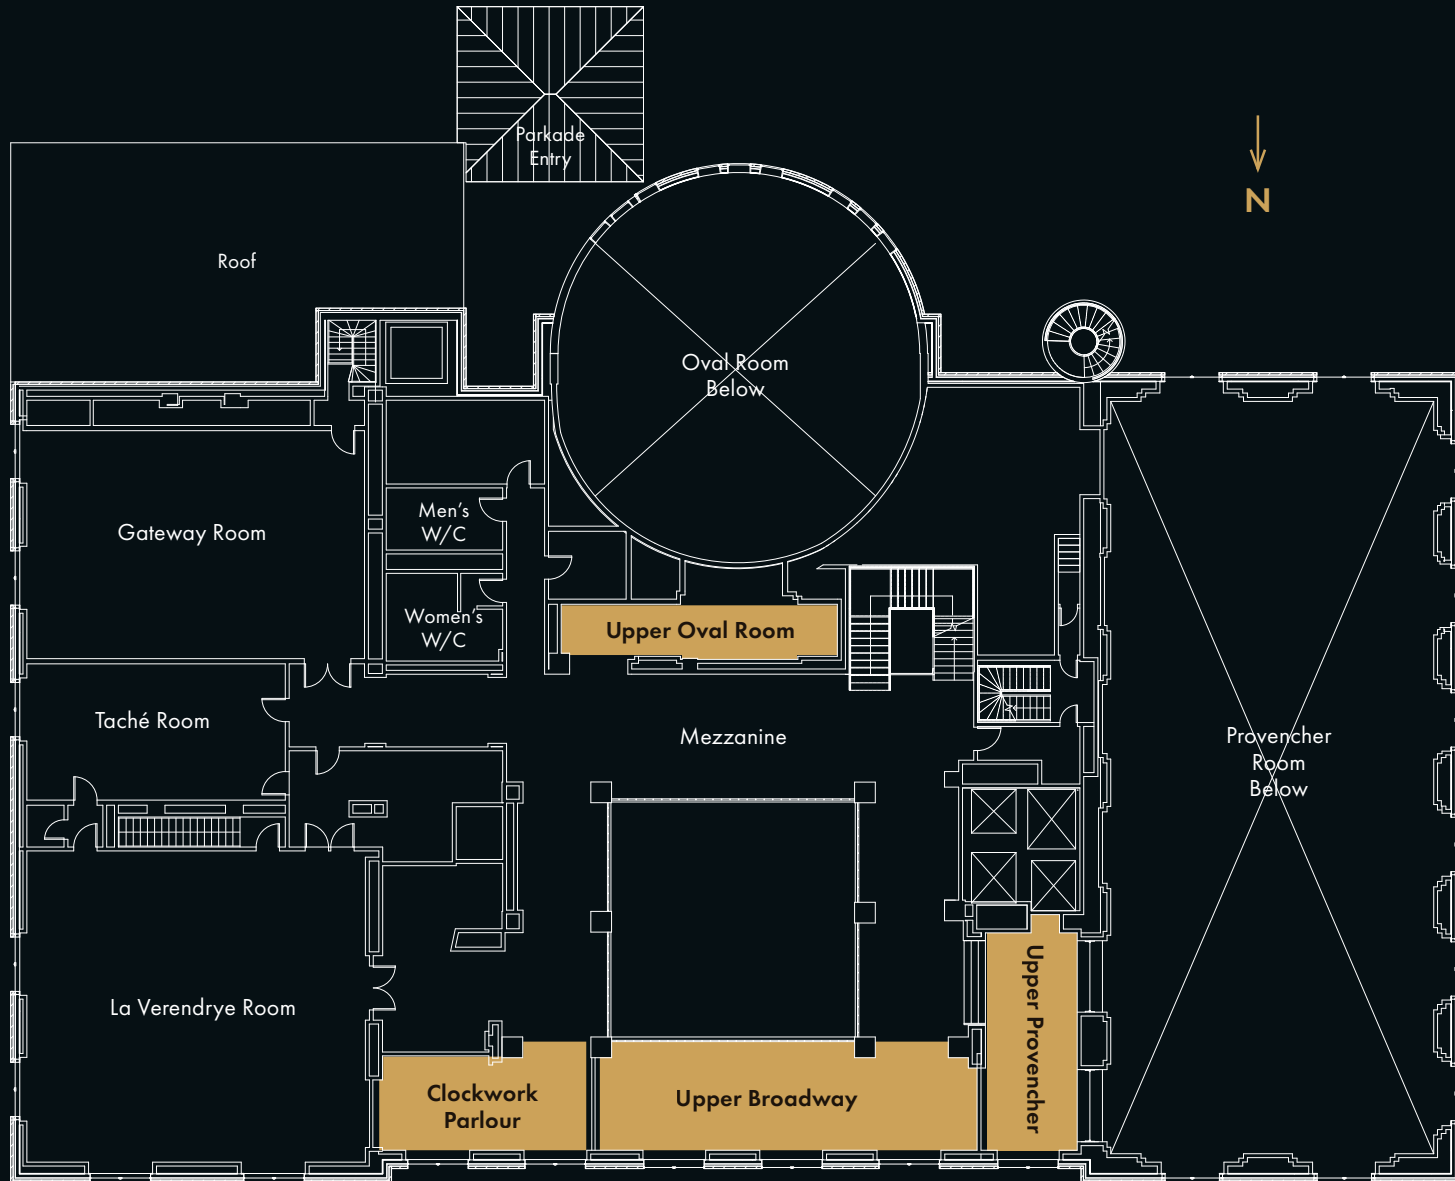 Parkade
Entry
N
Roof
Oval Room
Below
Men's
W/C
Gateway Room
Women's
W/C
Upper Oval Room
Taché Room
Mezzanine
Provencher
Room
Below
La Verendrye Room
Upper Provencher
Clockwork
Parlour
Upper Broadway